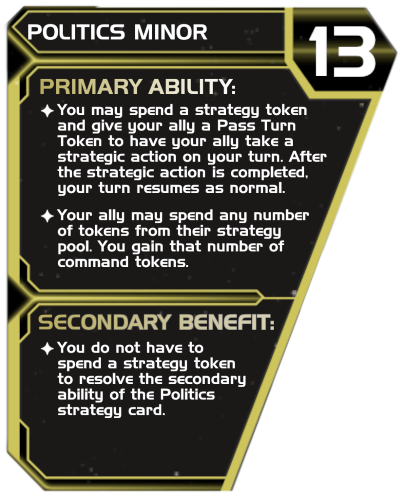 POLITICS MINOR
13
PRIMARY ABILITY:
You may spend a strategy token
and give your ally a Pass Turn
Token to have your ally take a
strategic action on your turn. After
the strategic action is completed,
your turn resumes as normal.
Your ally may spend any number
of tokens from their strategy
pool. You gain that number of
command tokens.
SECONDARY BENEFIT:
You do not have to
spend a strategy token
to resolve the secondary
ability of the Politics
strategy card.